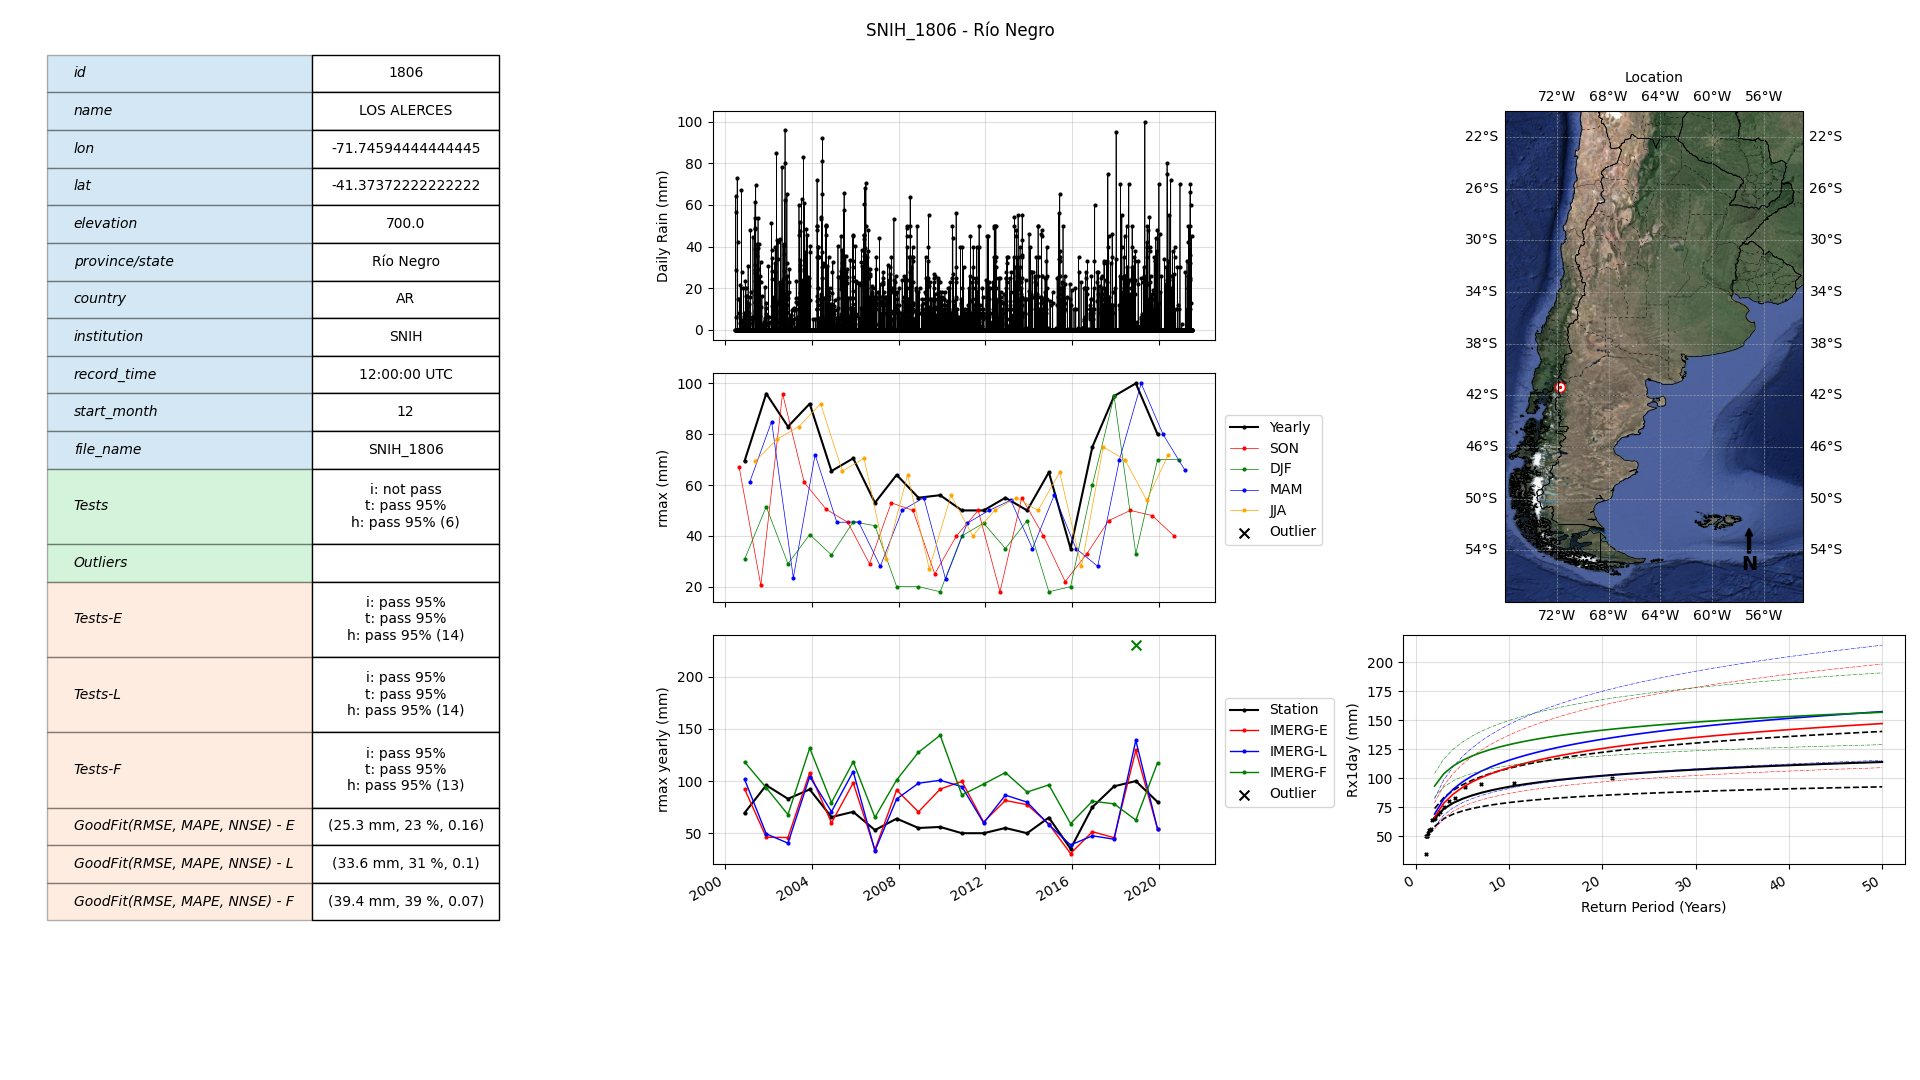 SNIH_1806 - Río Negro
id 1806
name LOS ALERCES
lon -71.74594444444445
lat -41.37372222222222
elevation 700.0
province/state Río Negro
country AR
institution SNIH
record_time 12:00:00 UTC
start_month 12
file_name SNIH_1806
Tests
i: not pass
t: pass 95%
h: pass 95% (6)
Outliers
Tests-E
i: pass 95%
t: pass 95%
h: pass 95% (14)
Tests-L
i: pass 95%
t: pass 95%
h: pass 95% (14)
Tests-F
i: pass 95%
t: pass 95%
h: pass 95% (13)
GoodFit(RMSE, MAPE, NNSE) - E (25.3 mm, 23 %, 0.16)
GoodFit(RMSE, MAPE, NNSE) - L (33.6 mm, 31 %, 0.1)
GoodFit(RMSE, MAPE, NNSE) - F (39.4 mm, 39 %, 0.07)
Daily Rain (mm)
100
80
60
40
20
0
rmax (mm)
100
80
60
40
20
Yearly
SON
DJF
MAM
JJA
Outlier
rmax yearly (mm)
200
150
100
50
2000 2004 2008 2012 2016 2020
Station
IMERG-E
IMERG-L
IMERG-F
Outlier
Location
72°W 68°W 64°W 60°W 56°W
22°S 22°S
26°S 26°S
30°S 30°S
34°S 34°S
38°S 38°S
42°S 42°S
46°S 46°S
50°S 50°S
54°S 54°S
N
72°W 68°W 64°W 60°W 56°W
Rx1day (mm)
200
175
150
125
100
75
50
0 10 20 30 40 50
Return Period (Years)